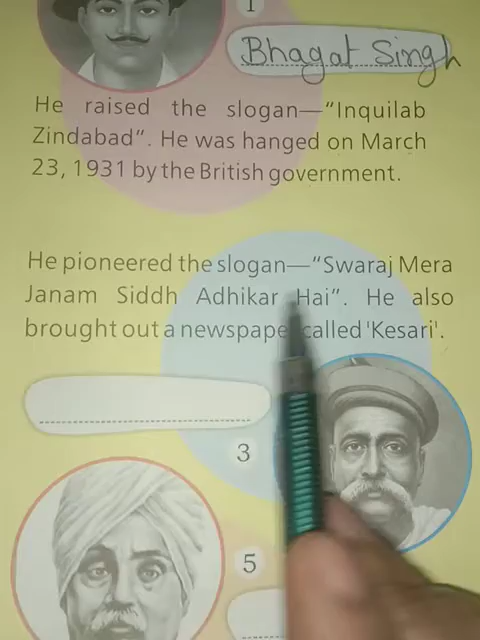 1
Bhagat Singh
He raised the slogan—"Inquilab
Zindabad". He was hanged on March
23, 1931 by the British government.
He pioneered the slogan—"Swaraj Mera
Janam Siddh Adhikar Hai". He also
brought out a newspape called 'Kesari'.
3
5